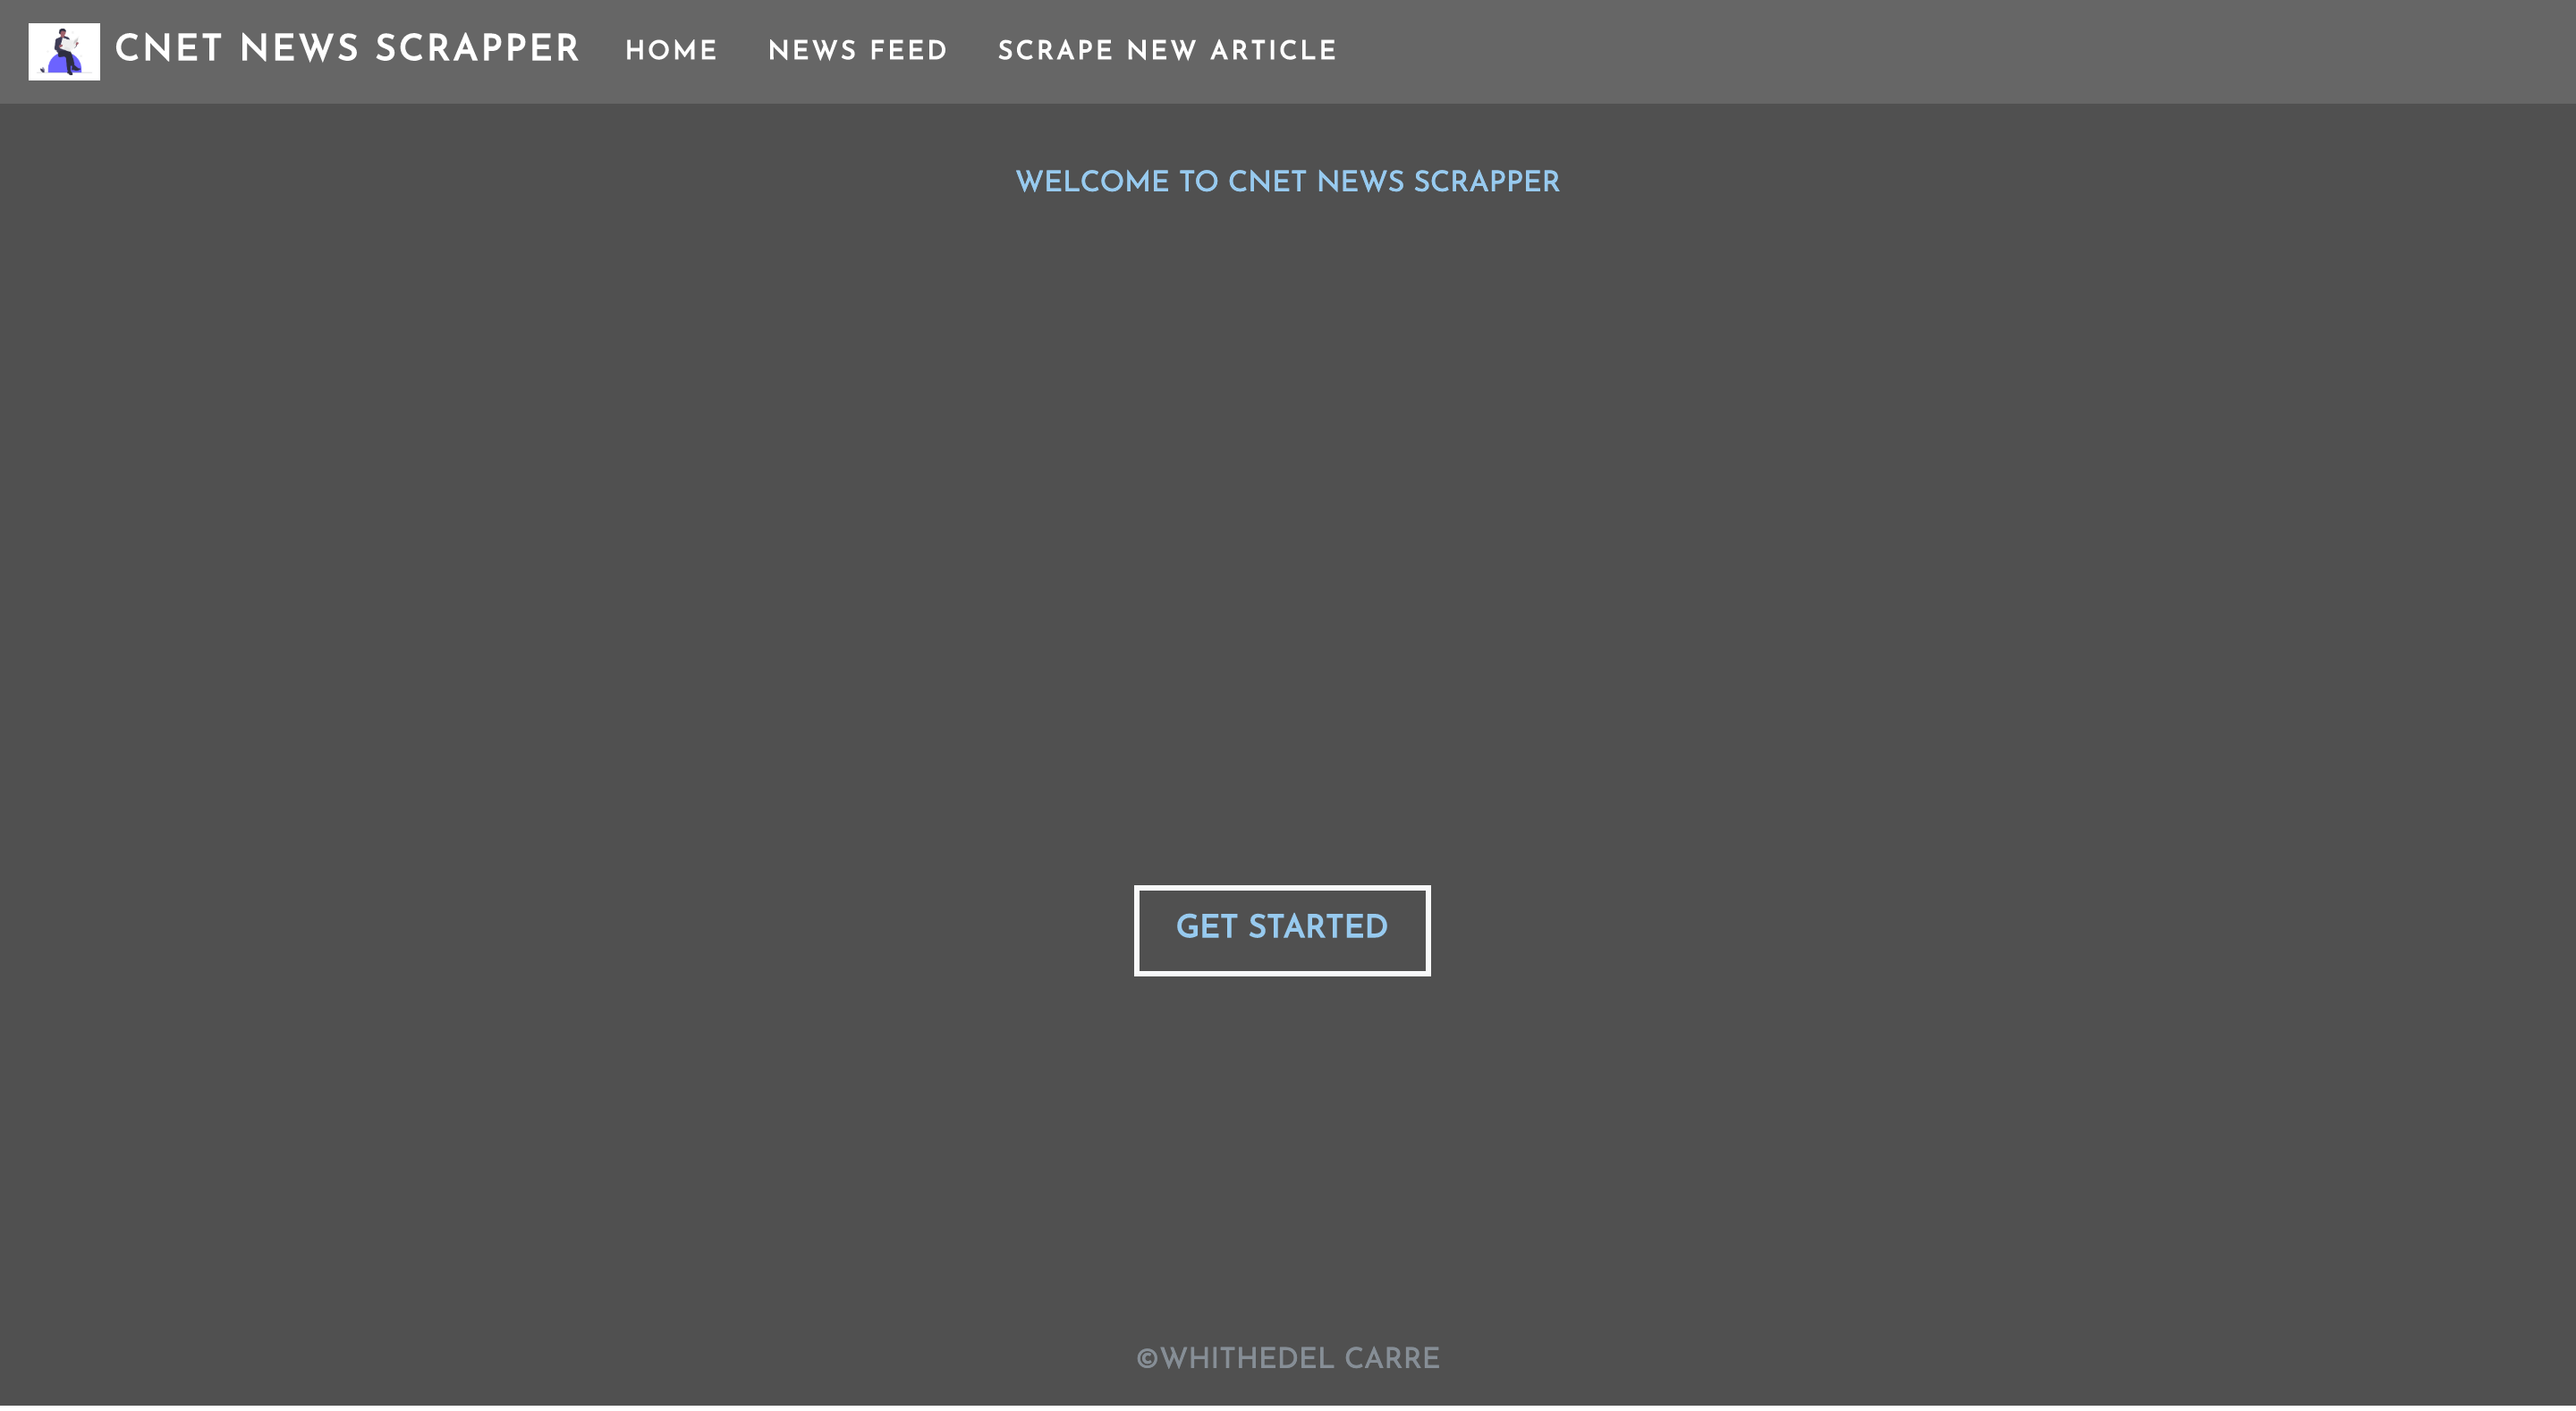 CNET NEWS SCRAPPER HOME NEWS FEED SCRAPE NEW ARTICLE
WELCOME TO CNET NEWS SCRAPPER
GET STARTED
©WHITHEDEL CARRE